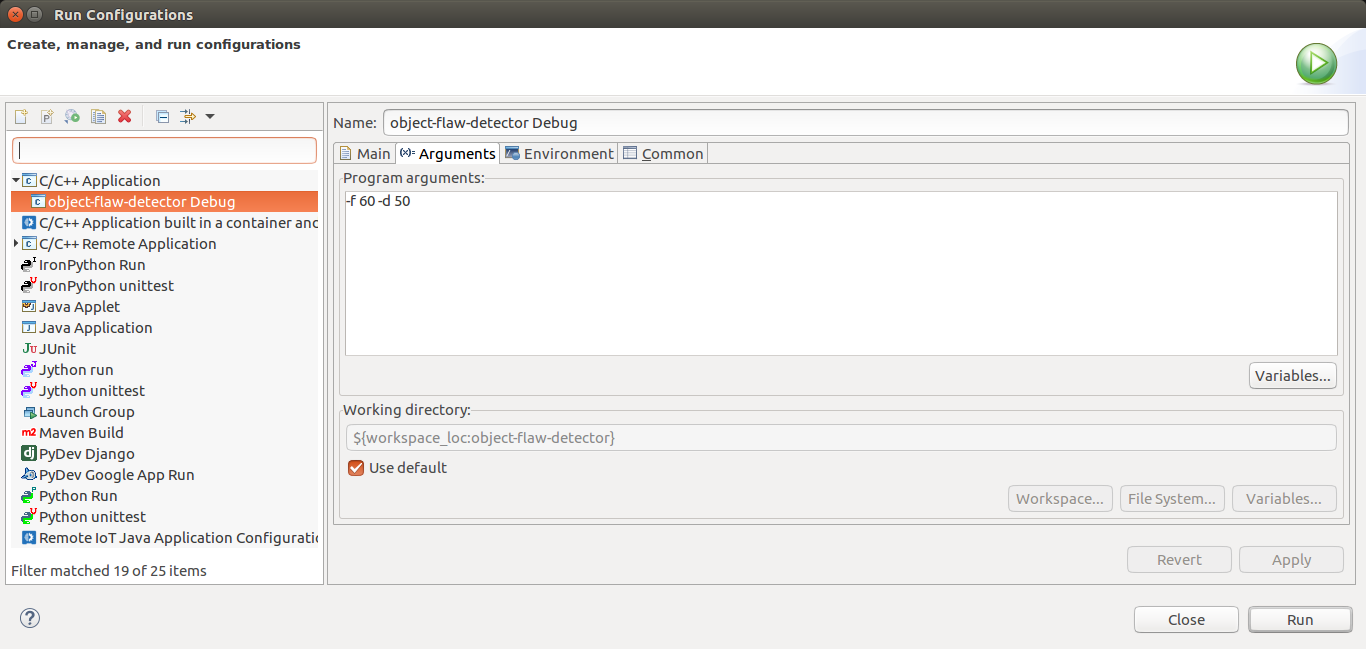 Run Configurations
Create, manage, and run configurations
Name: object-flaw-detector Debug
Main (x)= Arguments Environment Common
C/C++ Application
object-flaw-detector Debug
C/C++ Application built in a container and
C/C++ Remote Application
IronPython Run
IronPython unittest
Java Applet
Java Application
JUnit
Jython run
Jython unittest
Launch Group
Maven Build
PyDev Django
PyDev Google App Run
Python Run
Python unittest
Remote IoT Java Application Configuratio
Filter matched 19 of 25 items
Program arguments:
-f 60 -d 50
Variables...
Working directory:
${workspace_loc:object-flaw-detector}
Use default
Workspace... File System... Variables...
Revert Apply
Close Run